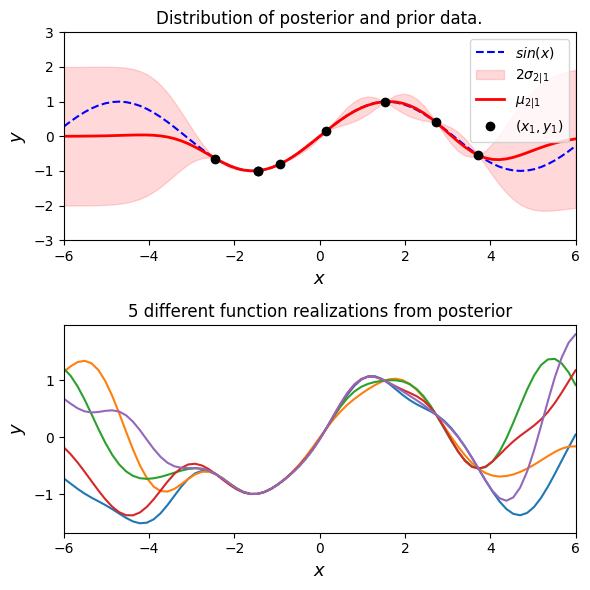 Distribution of posterior and prior data.
3
2
1
0
−1
−2
−3
y
sin(x)
2σ2|1
μ2|1
(x1, y1)
−6
−4
−2
0
2
4
6
x
5 different function realizations from posterior
1
0
−1
y
−6
−4
−2
0
2
4
6
x